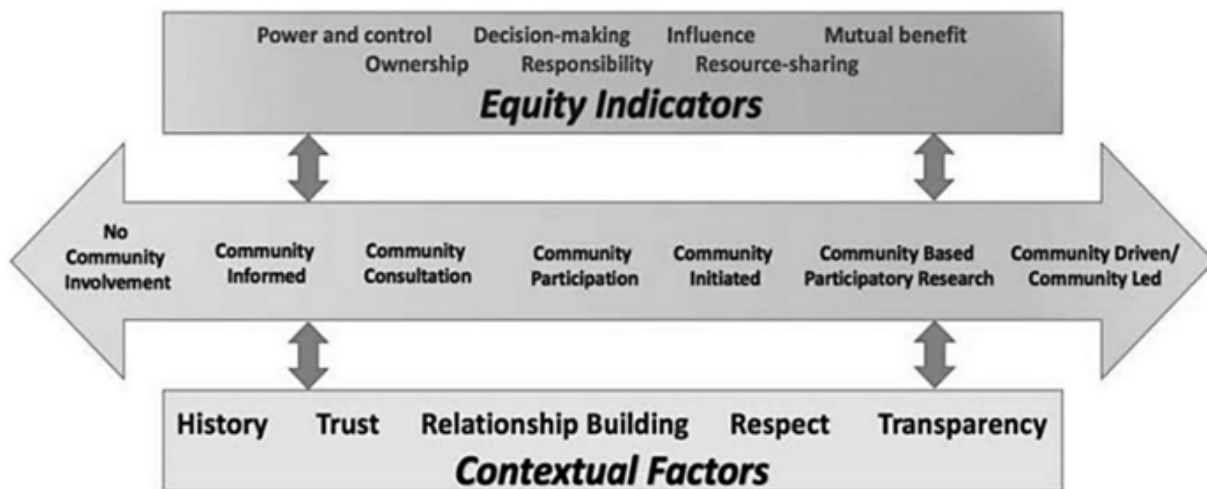 Power and control Decision-making Influence Mutual benefit
Ownership Responsibility Resource-sharing
Equity Indicators
No
Community
Involvement
Community
Informed
Community
Consultation
Community
Participation
Community
Initiated
Community Based
Participatory Research
Community Driven/
Community Led
History Trust Relationship Building Respect Transparency
Contextual Factors